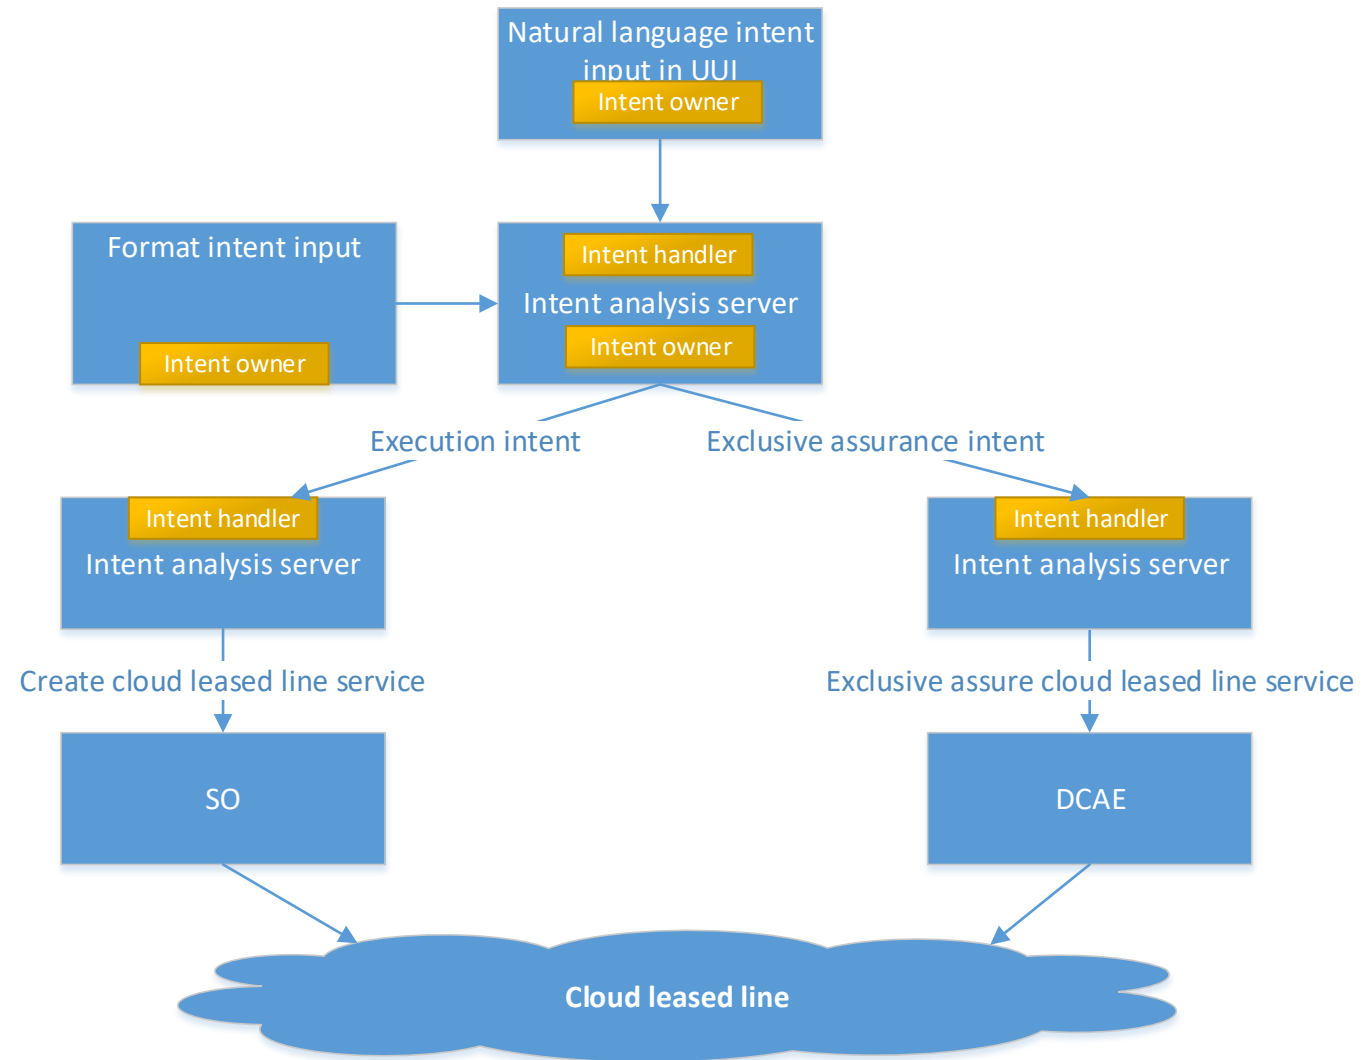 Natural language intent
input in UUI
Intent owner
Format intent input
Intent owner
Intent handler
Intent analysis server
Intent owner
Execution intent
Exclusive assurance intent
Intent handler
Intent analysis server
Intent handler
Intent analysis server
Create cloud leased line service
Exclusive assure cloud leased line service
SO
DCAE
Cloud leased line